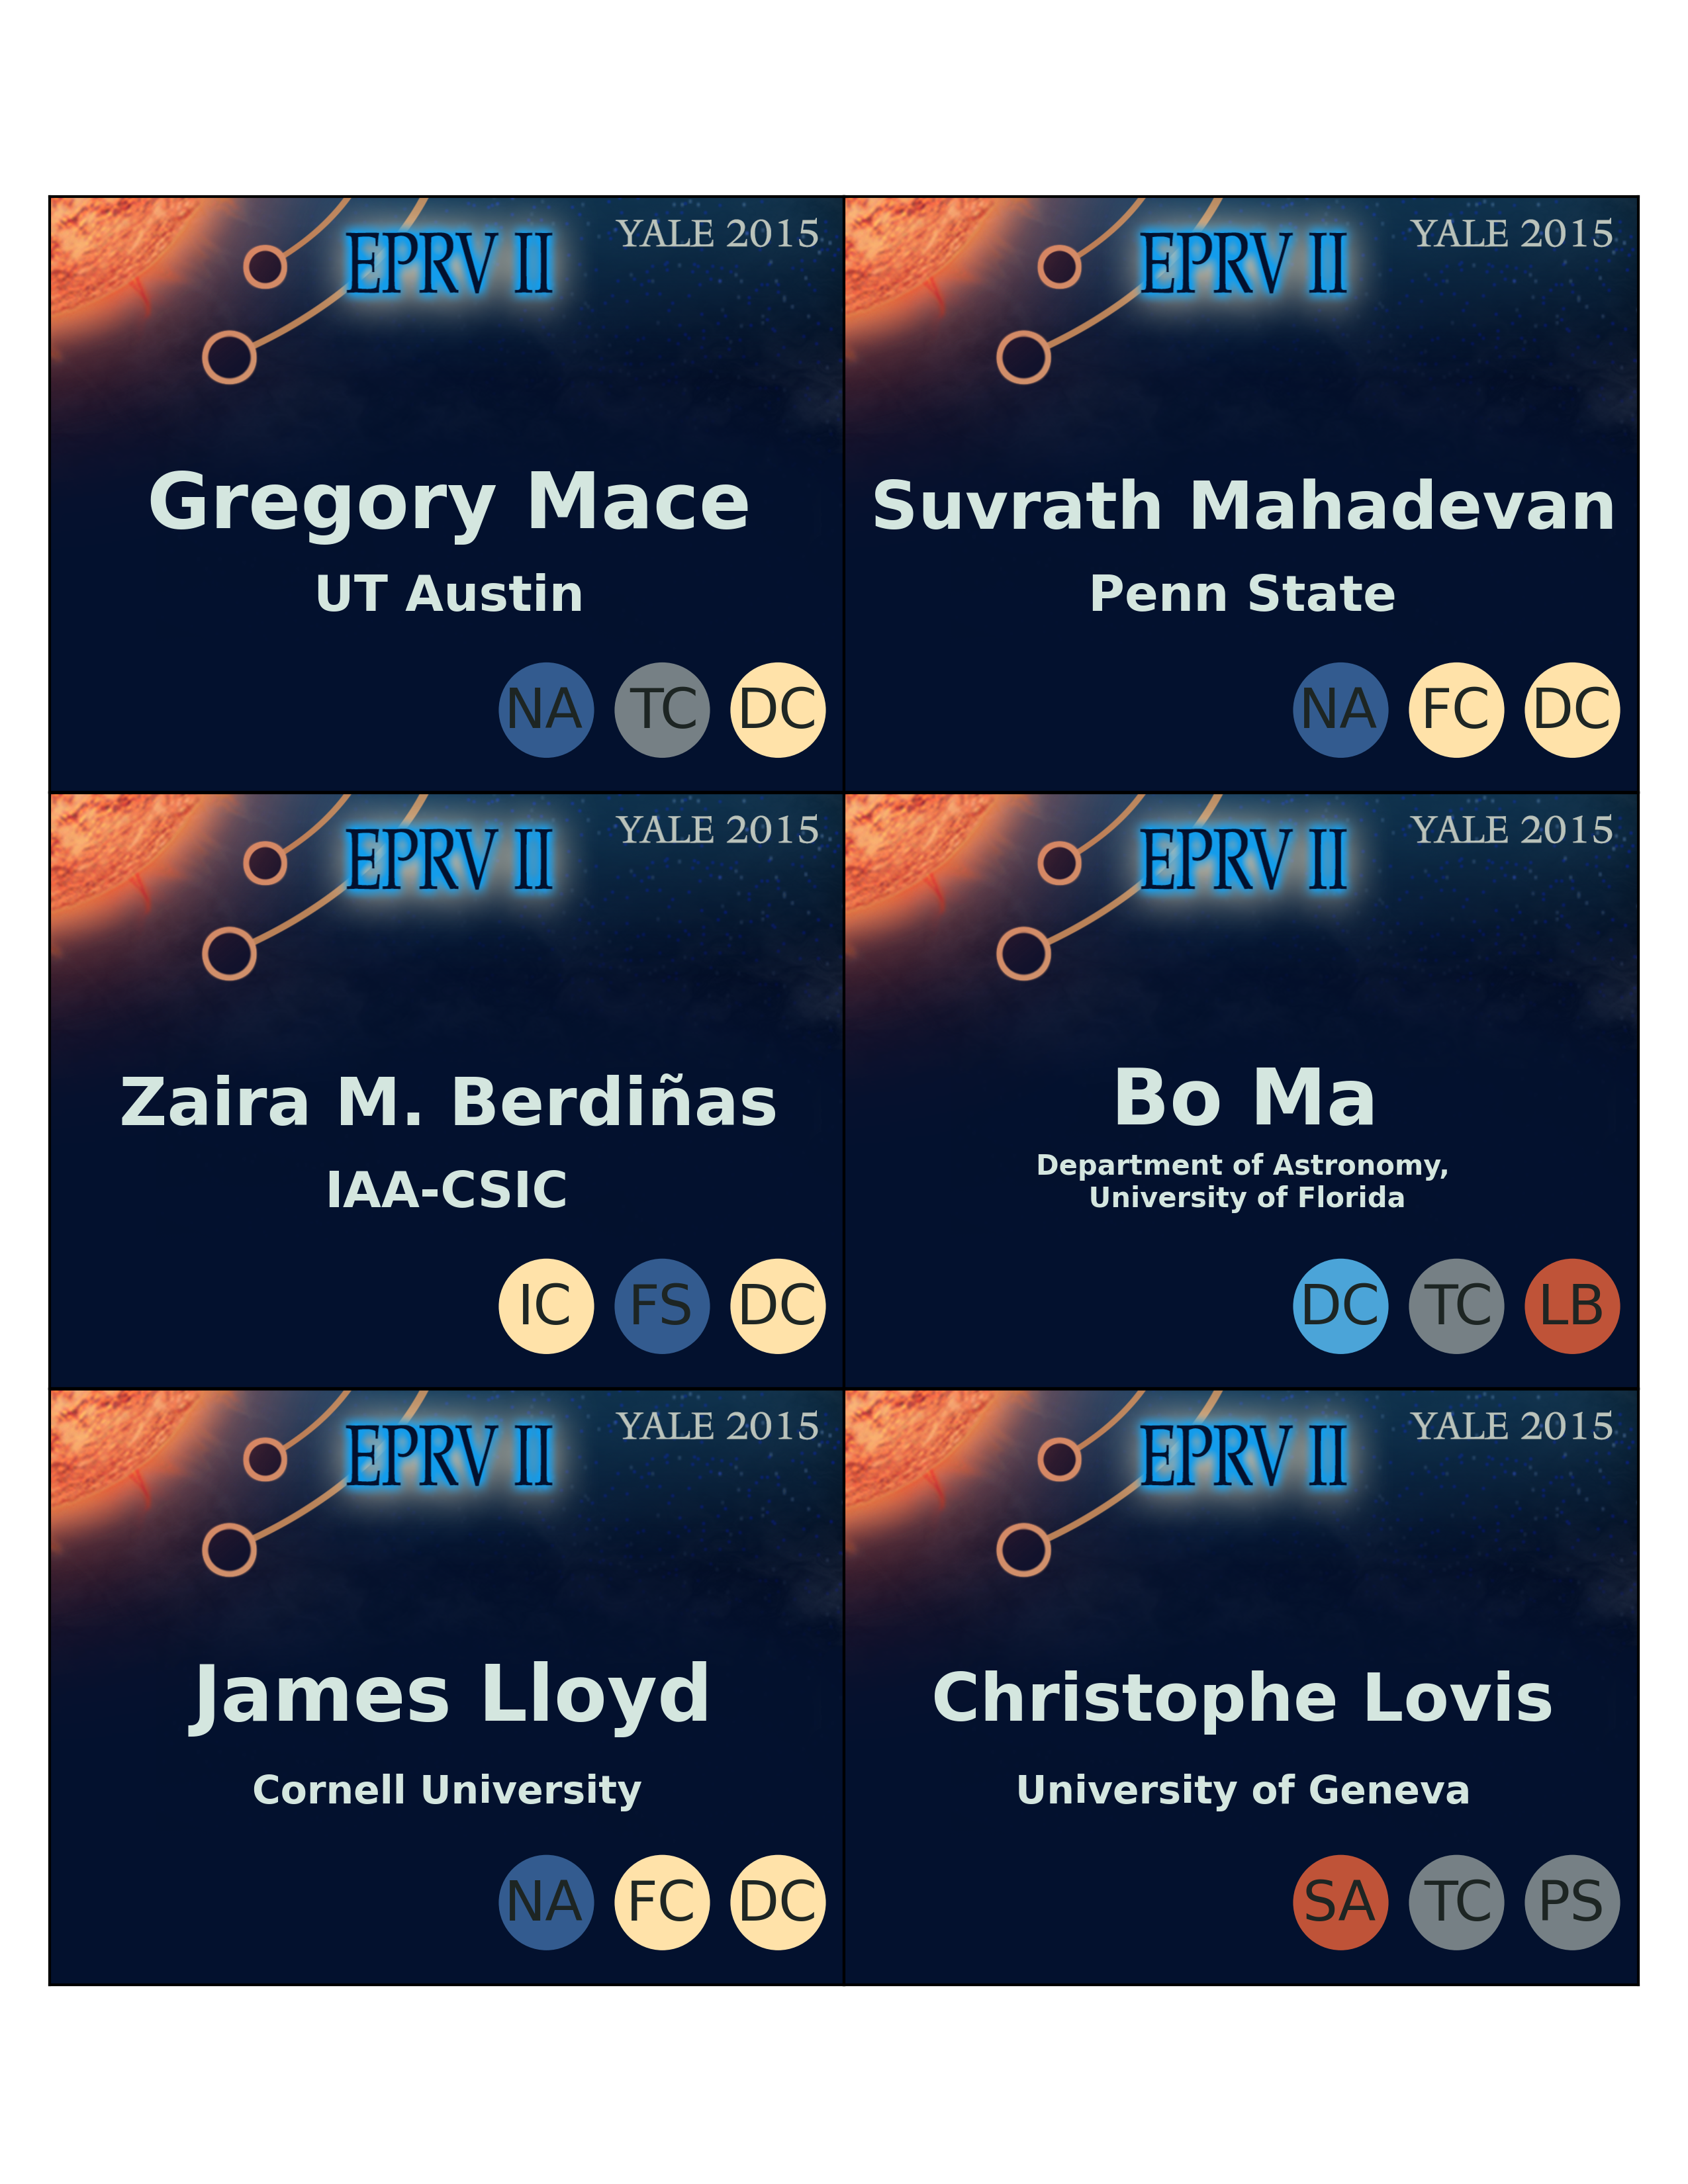 EPRV II
YALE 2015
Gregory Mace
UT Austin
NA TC DC
EPRV II
YALE 2015
Suvrath Mahadevan
Penn State
NA FC DC
EPRV II
YALE 2015
Zaira M. Berdiñas
IAA-CSIC
IC FS DC
EPRV II
YALE 2015
Bo Ma
Department of Astronomy,
University of Florida
DC TC LB
EPRV II
YALE 2015
James Lloyd
Cornell University
NA FC DC
EPRV II
YALE 2015
Christophe Lovis
University of Geneva
SA TC PS